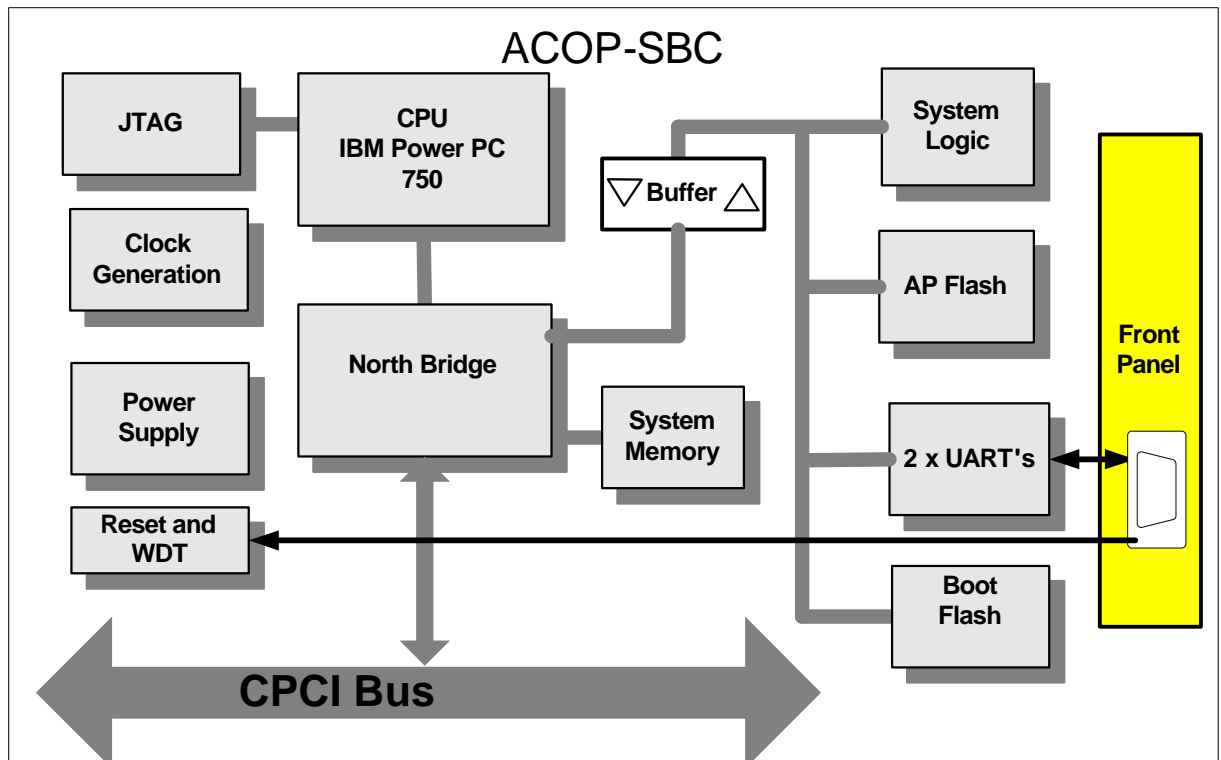 ACOP-SBC
JTAG
CPU
IBM Power PC
750
Buffer
System
Logic
Clock
Generation
AP Flash
North Bridge
Front
Panel
Power
Supply
System
Memory
2 x UART's
Reset and
WDT
Boot
Flash
CPCI Bus